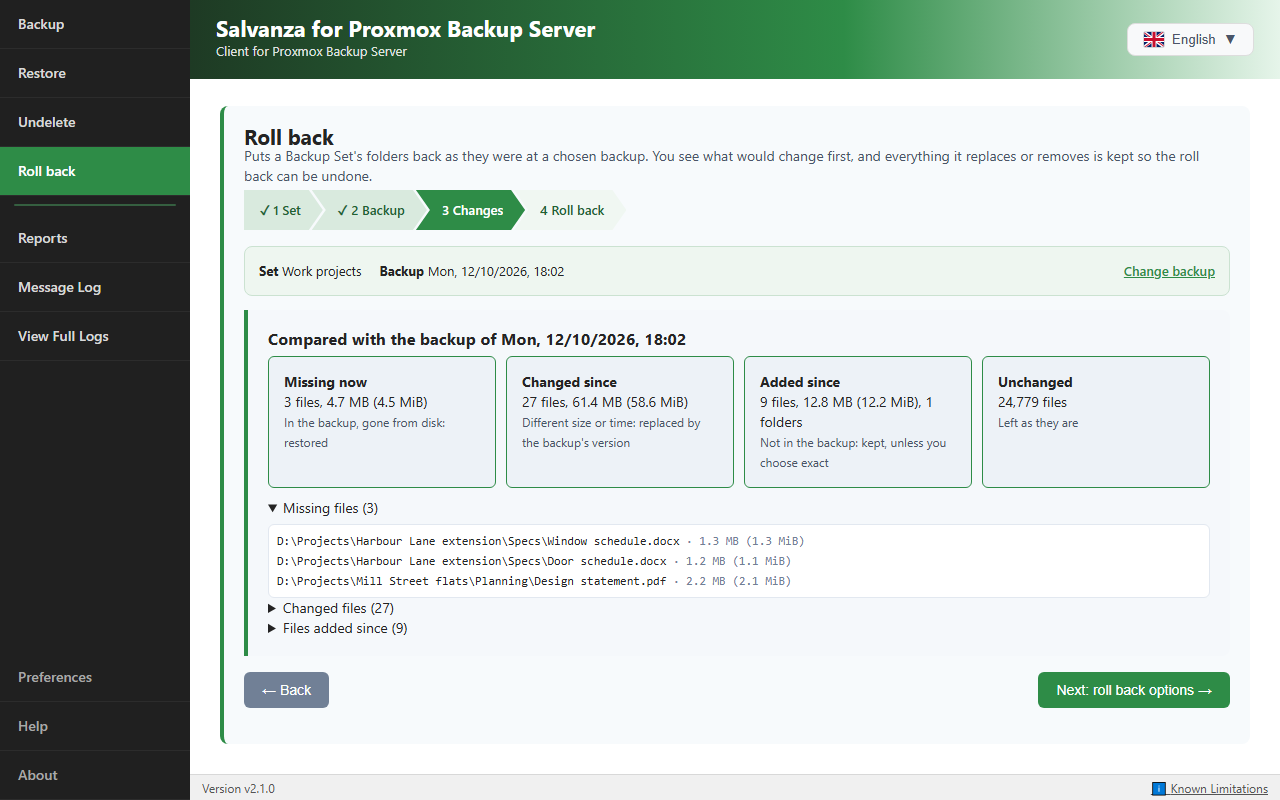 Backup
Restore
Undelete
Roll back
Reports
Message Log
View Full Logs
Preferences
Help
About
Salvanza for Proxmox Backup Server
Client for Proxmox Backup Server
English ▼
Roll back
Puts a Backup Set's folders back as they were at a chosen backup. You see what would change first, and everything it replaces or removes is kept so the roll
back can be undone.
✓ 1 Set
✓ 2 Backup
3 Changes
4 Roll back
Set Work projects Backup Mon, 12/10/2026, 18:02
Change backup
Compared with the backup of Mon, 12/10/2026, 18:02
Missing now
3 files, 4.7 MB (4.5 MiB)
In the backup, gone from disk:
restored
Changed since
27 files, 61.4 MB (58.6 MiB)
Different size or time: replaced by
the backup's version
Added since
9 files, 12.8 MB (12.2 MiB), 1
folders
Not in the backup: kept, unless you
choose exact
Unchanged
24,779 files
Left as they are
▼ Missing files (3)
D:\Projects\Harbour Lane extension\Specs\Window schedule.docx · 1.3 MB (1.3 MiB)
D:\Projects\Harbour Lane extension\Specs\Door schedule.docx · 1.2 MB (1.1 MiB)
D:\Projects\Mill Street flats\Planning\Design statement.pdf · 2.2 MB (2.1 MiB)
▶ Changed files (27)
▶ Files added since (9)
← Back
Next: roll back options →
Version v2.1.0
i Known Limitations